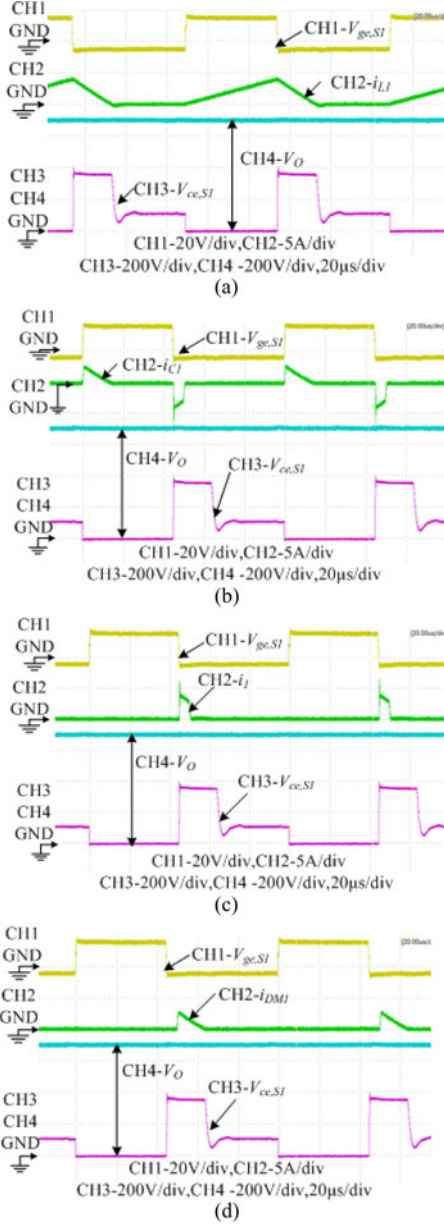 CH1
GND
CH1-Vge,S1
CH2
GND
CH2-iL1
CH4-VO
CH3
CH4
GND
CH3-Vce,S1
CH1-20V/div,CH2-5A/div
CH3-200V/div,CH4 -200V/div,20μs/div
(a)
CH1
GND
[20.00us/div]
CH1-Vge,S1
CH2-iC1
CH2
GND
CH4-VO
CH3-Vce,S1
CH3
CH4
GND
CH1-20V/div,CH2-5A/div
CH3-200V/div,CH4 -200V/div,20μs/div
(b)
CH1
GND
CH1-Vge,S1
CH2
GND
CH2-i1
CH4-VO
CH3
CH4
GND
CH3-Vce,S1
CH1-20V/div,CH2-5A/div
CH3-200V/div,CH4 -200V/div,20μs/div
(c)
CH1
GND
CH1-Vge,S1
CH2
GND
CH2-iDM1
CH4-VO
CH3
CH4
GND
CH3-Vce,S1
CH1-20V/div,CH2-5A/div
CH3-200V/div,CH4 -200V/div,20μs/div
(d)